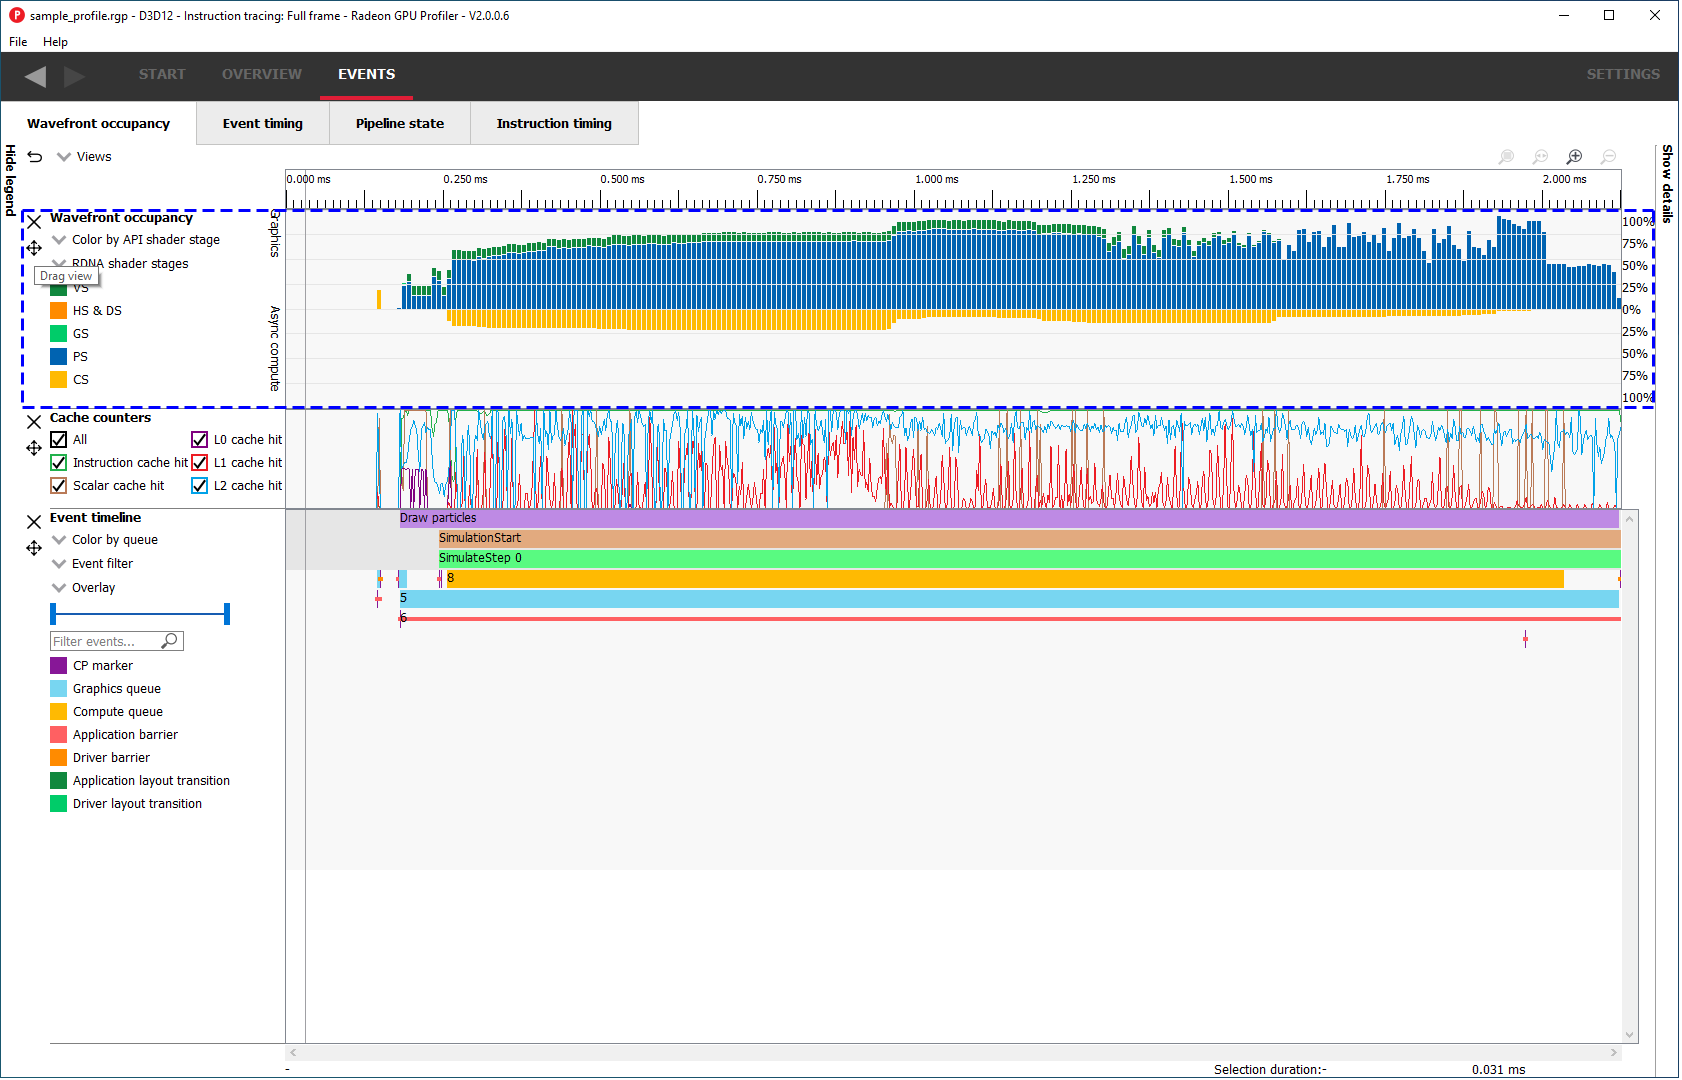 sample_profile.rgp - D3D12 - Instruction tracing: Full frame - Radeon GPU Profiler - V2.0.0.6
File Help
START OVERVIEW EVENTS SETTINGS
Wavefront occupancy Event timing Pipeline state Instruction timing
Hide legend
Views
Show details
0.000 ms 0.250 ms 0.500 ms 0.750 ms 1.000 ms 1.250 ms 1.500 ms 1.750 ms 2.000 ms
Wavefront occupancy
Color by API shader stage
RDNA shader stages
Drag view
VS
HS & DS
GS
PS
CS
Graphics
Async compute
100%
75%
50%
25%
0%
25%
50%
75%
100%
Cache counters
All L0 cache hit
Instruction cache hit L1 cache hit
Scalar cache hit L2 cache hit
Event timeline
Color by queue
Event filter
Overlay
Filter events...
CP marker
Graphics queue
Compute queue
Application barrier
Driver barrier
Application layout transition
Driver layout transition
Draw particles
SimulationStart
SimulateStep 0
8
5
6
- Selection duration:- 0.031 ms